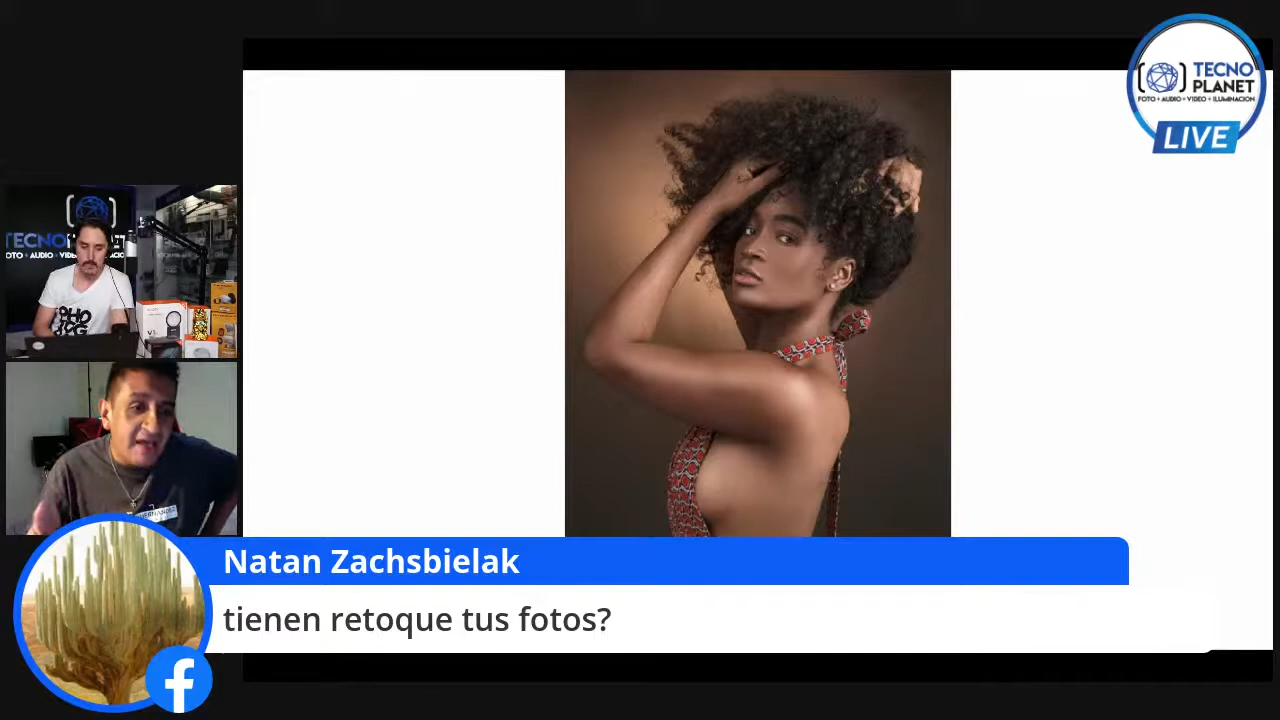 TECNO
PLANET
FOTO + AUDIO + VIDEO + ILUMINACION
LIVE
Natan Zachsbielak
tienen retoque tus fotos?